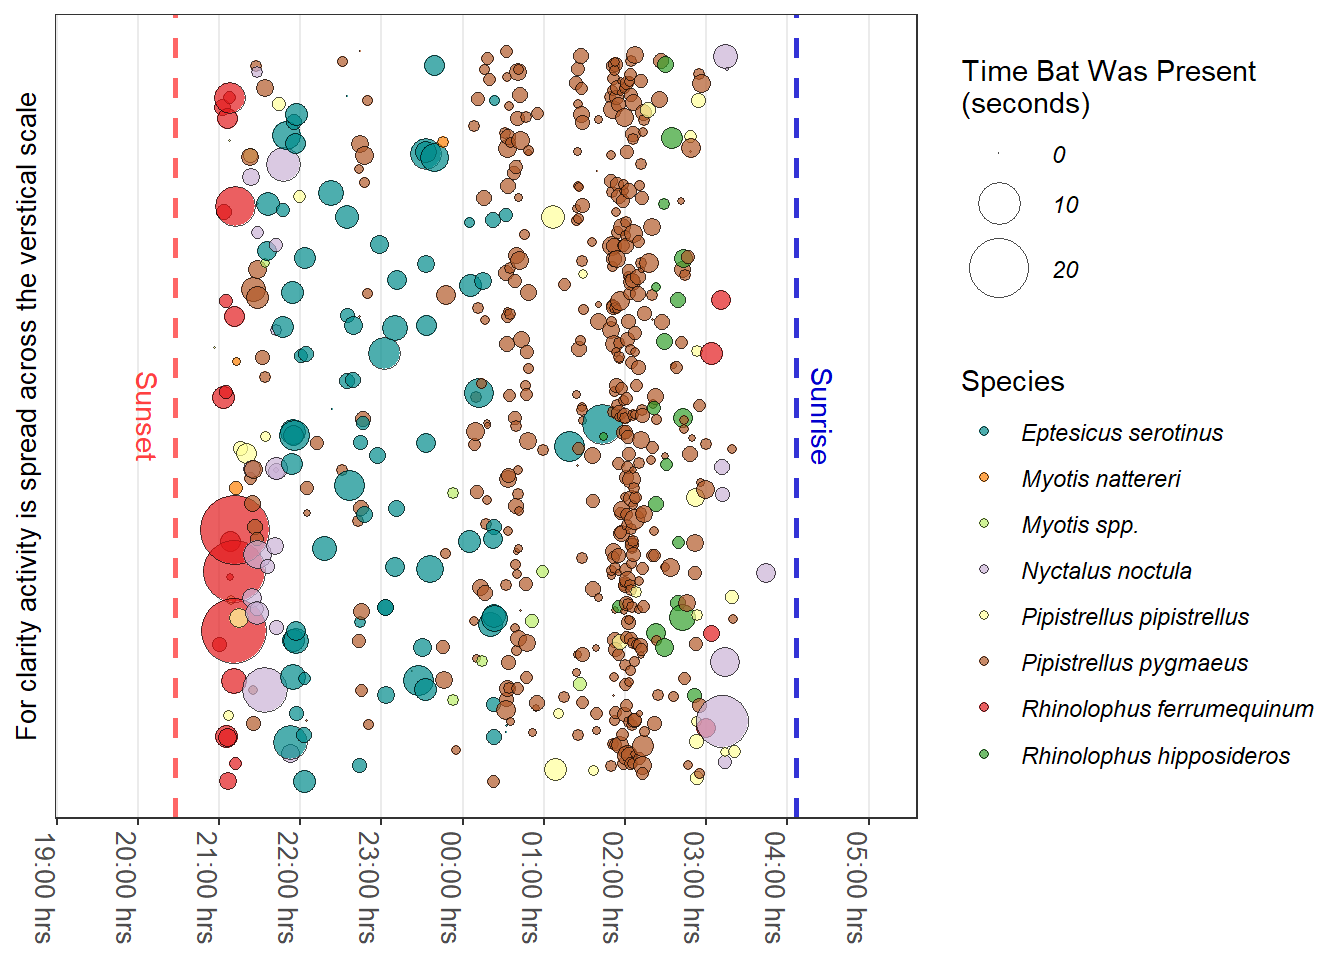 For clarity activity is spread across the verstical scale
Sunset
Sunrise
19:00 hrs
20:00 hrs
21:00 hrs
22:00 hrs
23:00 hrs
00:00 hrs
01:00 hrs
02:00 hrs
03:00 hrs
04:00 hrs
05:00 hrs
Time Bat Was Present
(seconds)
0
10
20
Species
Eptesicus serotinus
Myotis nattereri
Myotis spp.
Nyctalus noctula
Pipistrellus pipistrellus
Pipistrellus pygmaeus
Rhinolophus ferrumequinum
Rhinolophus hipposideros